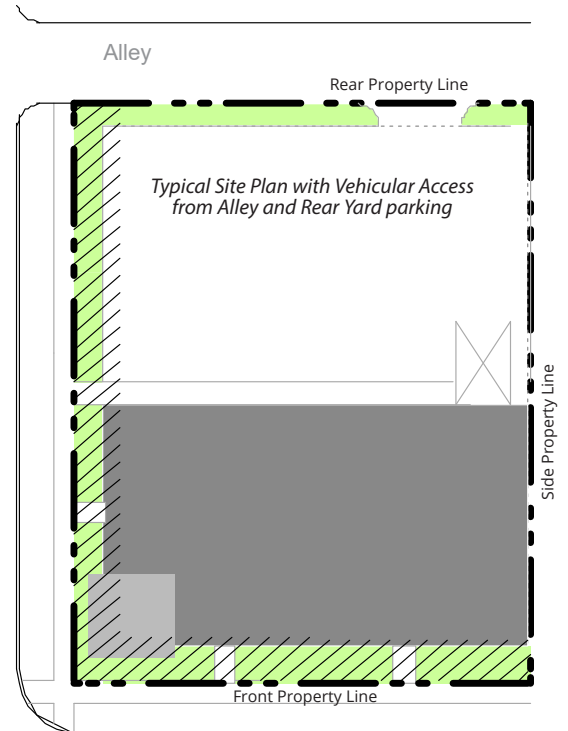 Alley
Rear Property Line
Typical Site Plan with Vehicular Access
from Alley and Rear Yard parking
Side Property Line
Front Property Line